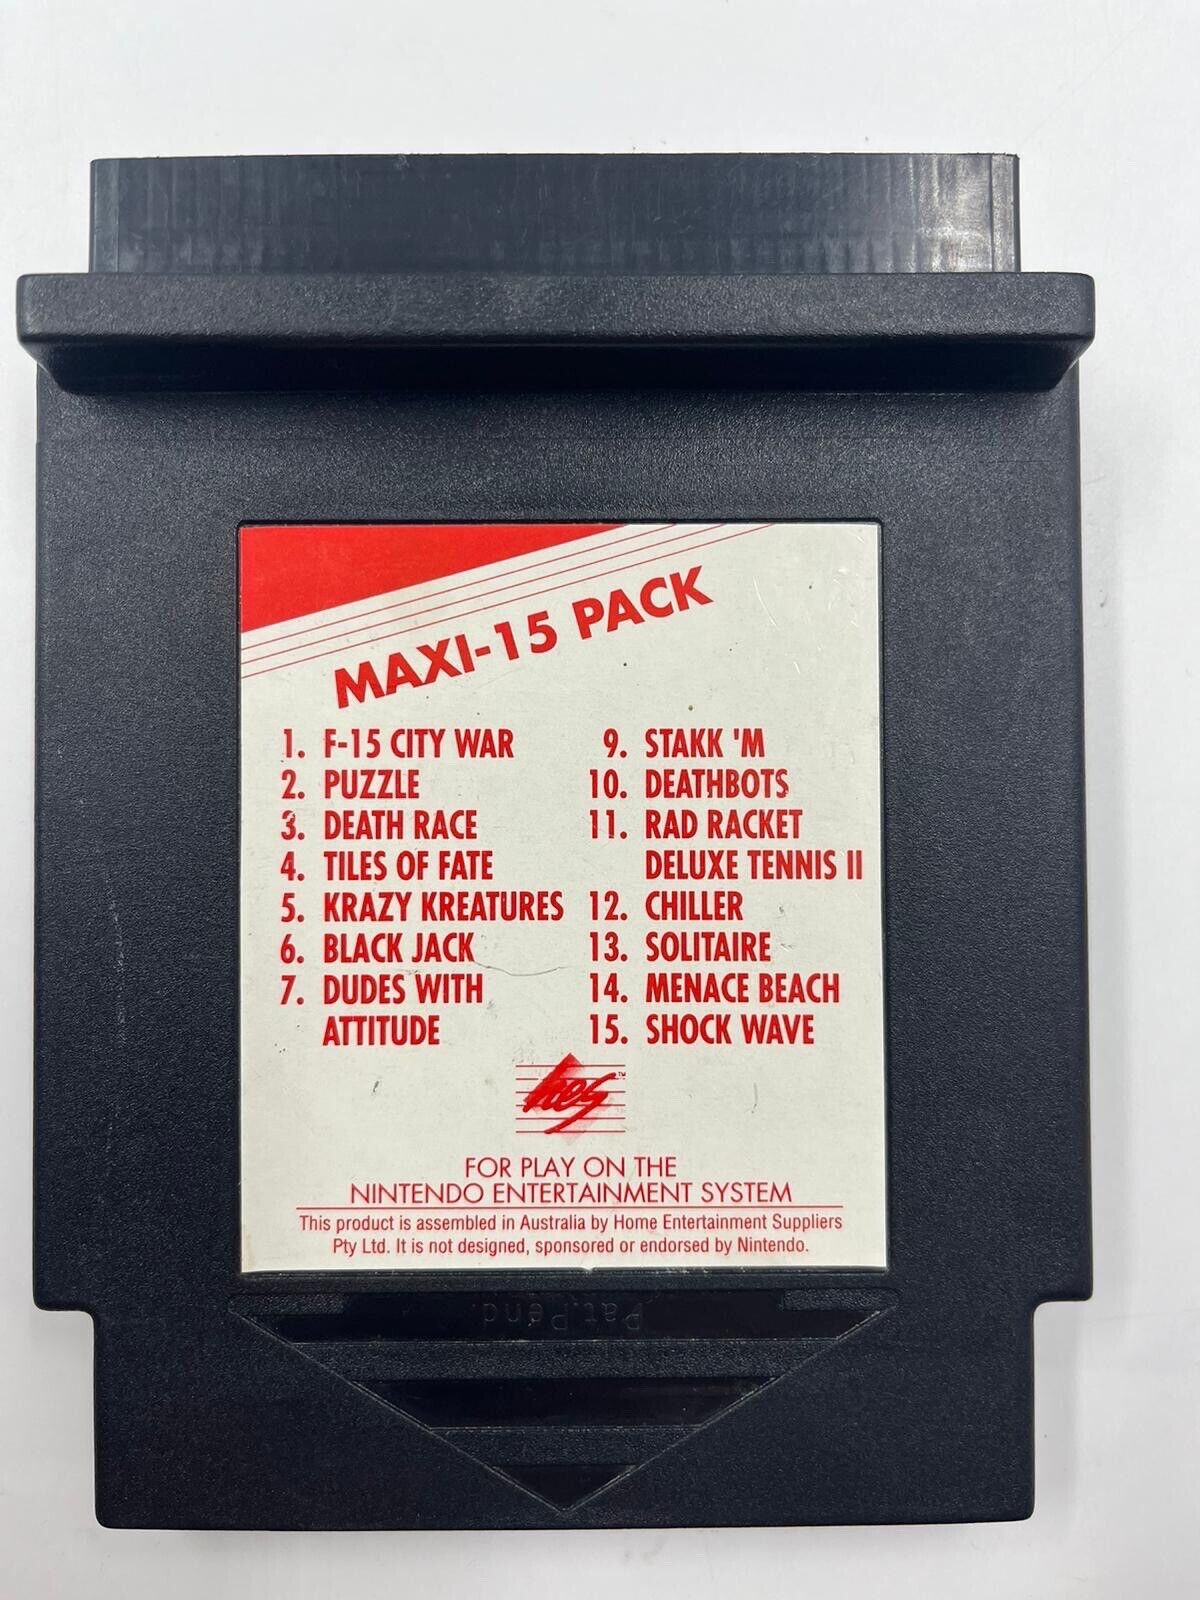 MAXI-15 PACK
1. F-15 CITY WAR
2. PUZZLE
3. DEATH RACE
4. TILES OF FATE
5. KRAZY KREATURES
6. BLACK JACK
7. DUDES WITH
ATTITUDE
9. STAKK 'M
10. DEATHBOTS
11. RAD RACKET
DELUXE TENNIS II
12. CHILLER
13. SOLITAIRE
14. MENACE BEACH
15. SHOCK WAVE
hes™
FOR PLAY ON THE
NINTENDO ENTERTAINMENT SYSTEM
This product is assembled in Australia by Home Entertainment Suppliers
Pty Ltd. It is not designed, sponsored or endorsed by Nintendo.
Pat.Pend.